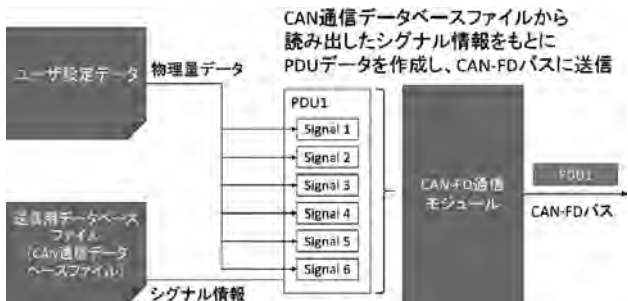 CAN通信データベースファイルから
読み出したシグナル情報をもとに
PDUデータを作成し、CAN-FDバスに送信
ユーザ設定データ
物理量データ
PDU1
Signal 1
Signal 2
Signal 3
Signal 4
Signal 5
Signal 6
CAN-FD通信
モジュール
PDU1
CAN-FDバス
送信用データベース
ファイル
(CAN通信データ
ベースファイル)
シグナル情報